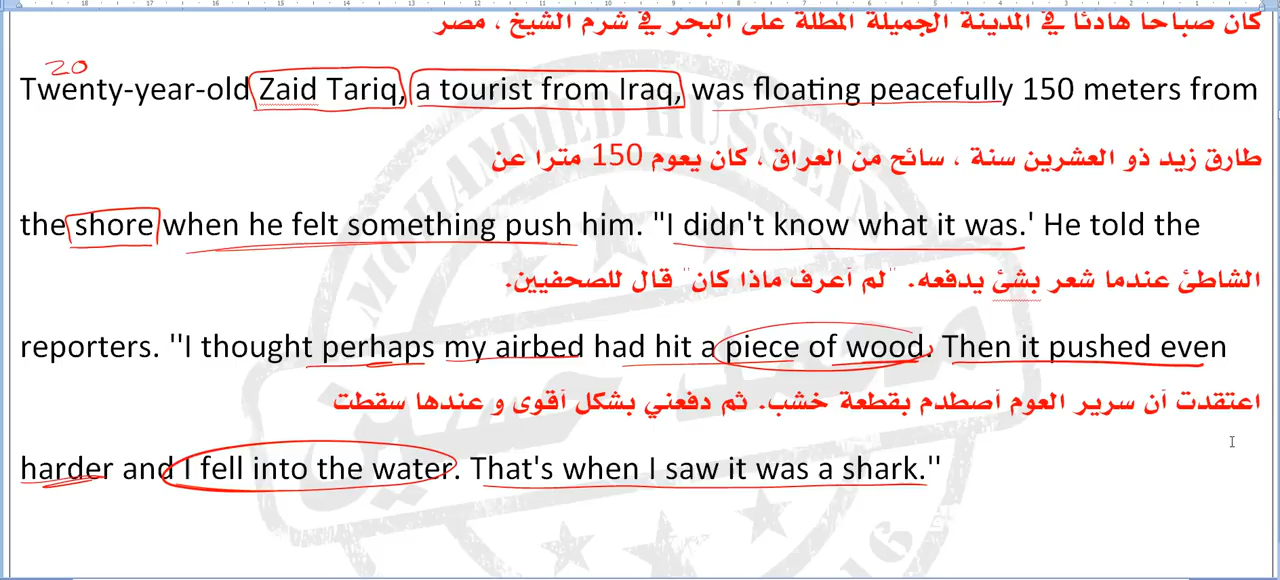 كان صباحا هادئا في المدينة الجميلة المطلة على البحر في شرم الشيخ ، مصر
20
Twenty-year-old Zaid Tariq, a tourist from Iraq, was floating peacefully 150 meters from
طارق زيد ذو العشرين سنة ، سائح من العراق ، كان يعوم 150 مترا عن
the shore when he felt something push him. "I didn't know what it was.' He told the
الشاطئ عندما شعر بشئ يدفعه. "لم أعرف ماذا كان" قال للصحفيين.
reporters. "I thought perhaps my airbed had hit a piece of wood. Then it pushed even
اعتقدت أن سرير العوم أصطدم بقطعة خشب. ثم دفعني بشكل أقوى و عندها سقطت
harder and I fell into the water. That's when I saw it was a shark."
MOHAMMED HUSSEIN
محمد حسين